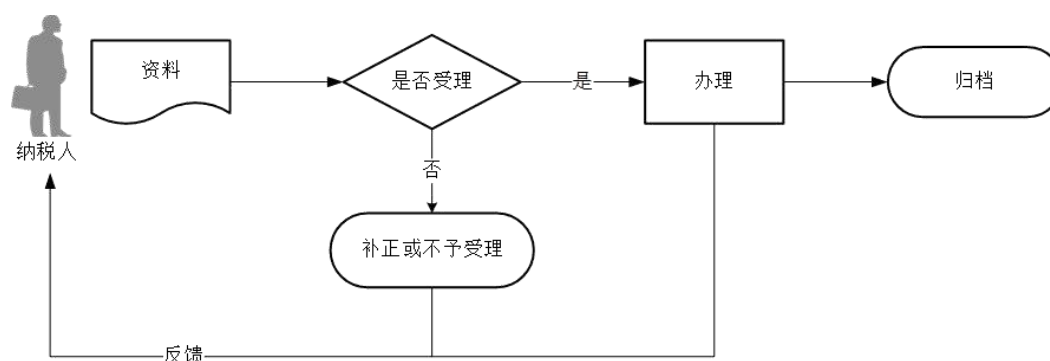 资料
是否受理
是
办理
归档
纳税人
否
补正或不予受理
反馈